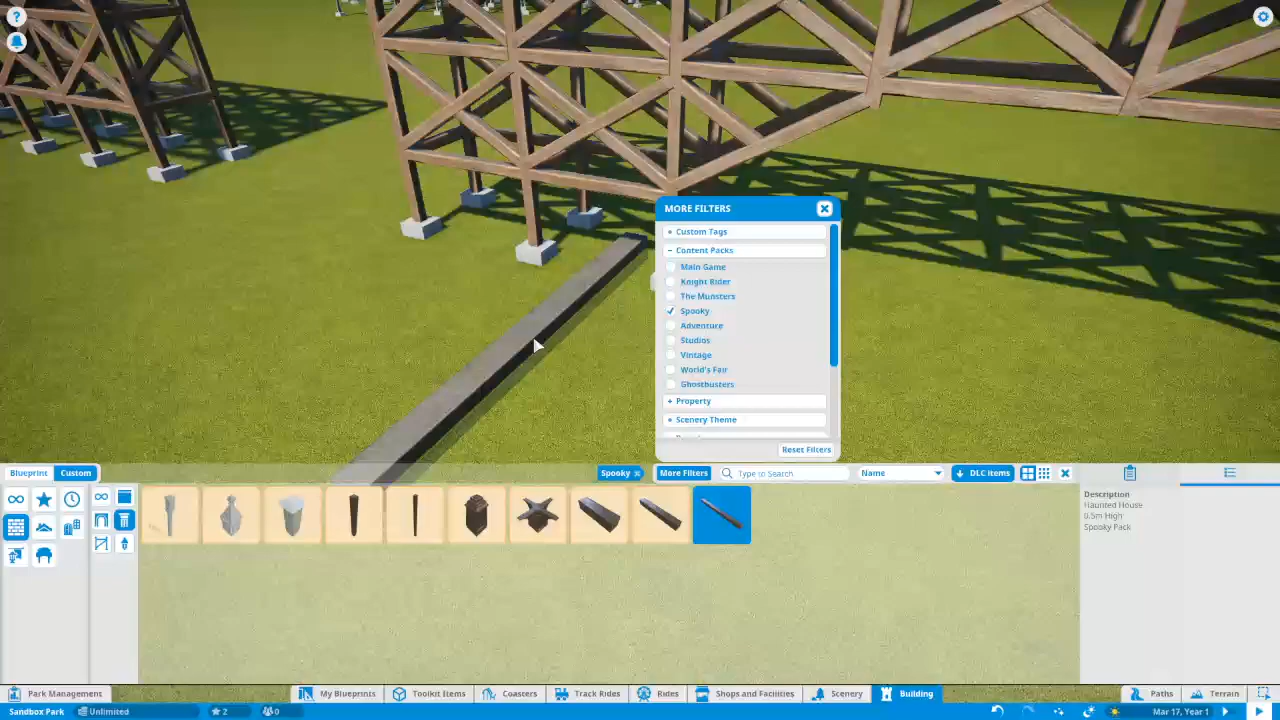 ?
MORE FILTERS
Custom Tags
− Content Packs
Main Game
Knight Rider
The Munsters
Spooky
Adventure
Studios
Vintage
World's Fair
Ghostbusters
+ Property
Scenery Theme
Reset Filters
Blueprint
Custom
Spooky
More Filters
Type to Search
Name
DLC Items
Description
Haunted House
0.5m High
Spooky Pack
Park Management
My Blueprints
Toolkit Items
Coasters
Track Rides
Rides
Shops and Facilities
Scenery
Building
Paths
Terrain
Sandbox Park
Unlimited
2
0
Mar 17, Year 1